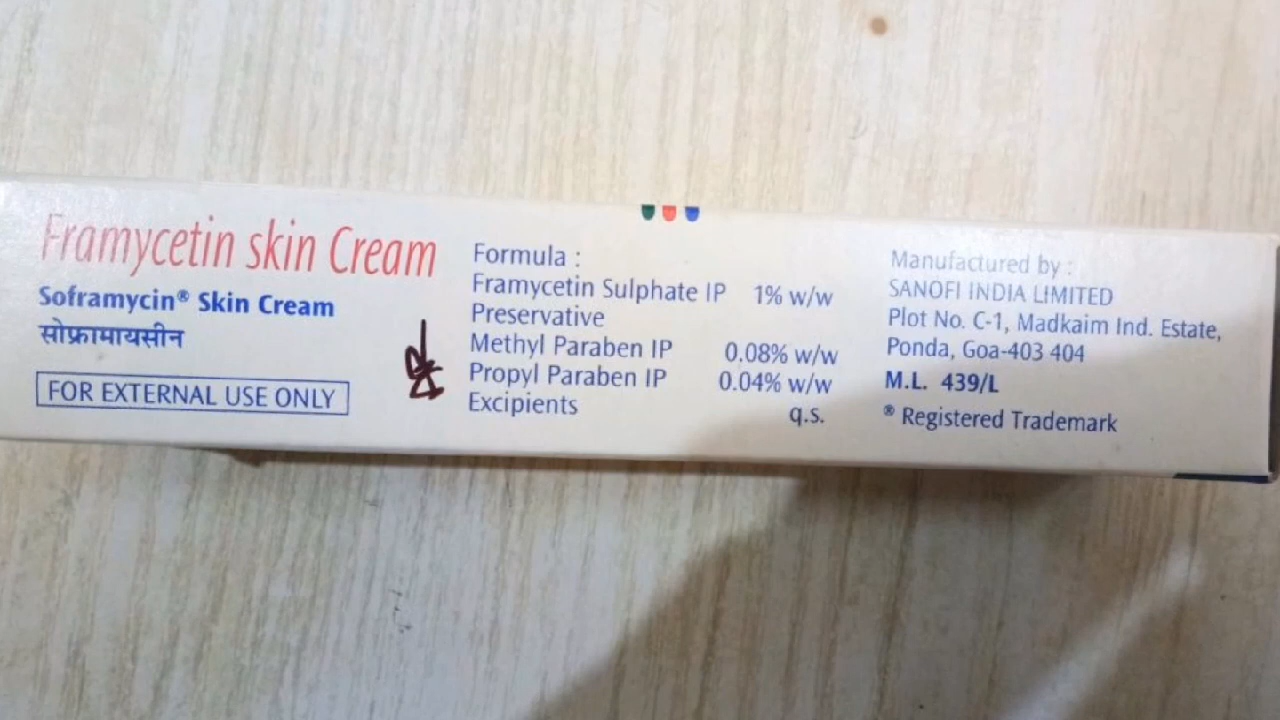 Framycetin skin Cream
Soframycin® Skin Cream
सोफ्रामायसीन
FOR EXTERNAL USE ONLY
Formula :
Framycetin Sulphate IP 1% w/w
Preservative
Methyl Paraben IP 0.08% w/w
Propyl Paraben IP 0.04% w/w
Excipients q.s.
Manufactured by :
SANOFI INDIA LIMITED
Plot No. C-1, Madkaim Ind. Estate,
Ponda, Goa-403 404
M.L. 439/L
® Registered Trademark